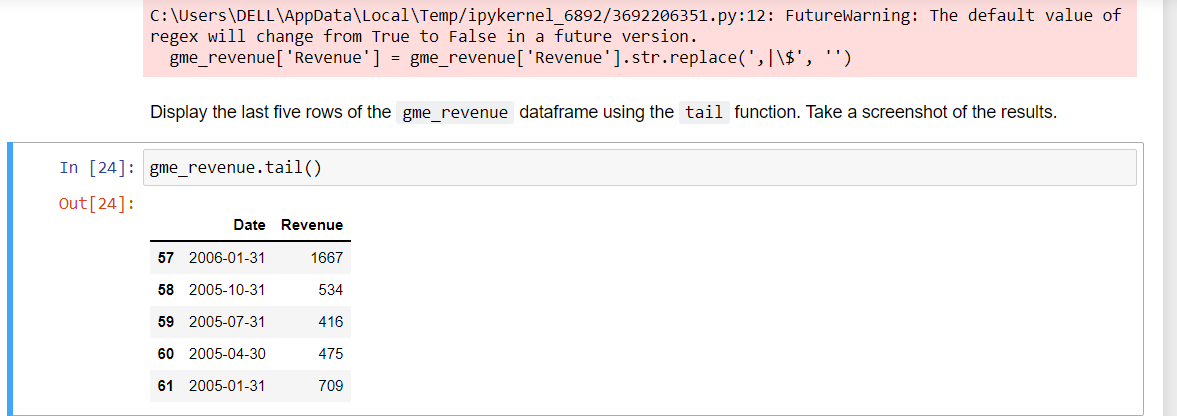 C:\Users\DELL\AppData\Local\Temp/ipykernel_6892/3692206351.py:12: FutureWarning: The default value of
regex will change from True to False in a future version.
  gme_revenue['Revenue'] = gme_revenue['Revenue'].str.replace(',|\$', '')
Display the last five rows of the gme_revenue dataframe using the tail function. Take a screenshot of the results.
In [24]: gme_revenue.tail()
Out[24]:
Date Revenue
57 2006-01-31 1667
58 2005-10-31 534
59 2005-07-31 416
60 2005-04-30 475
61 2005-01-31 709